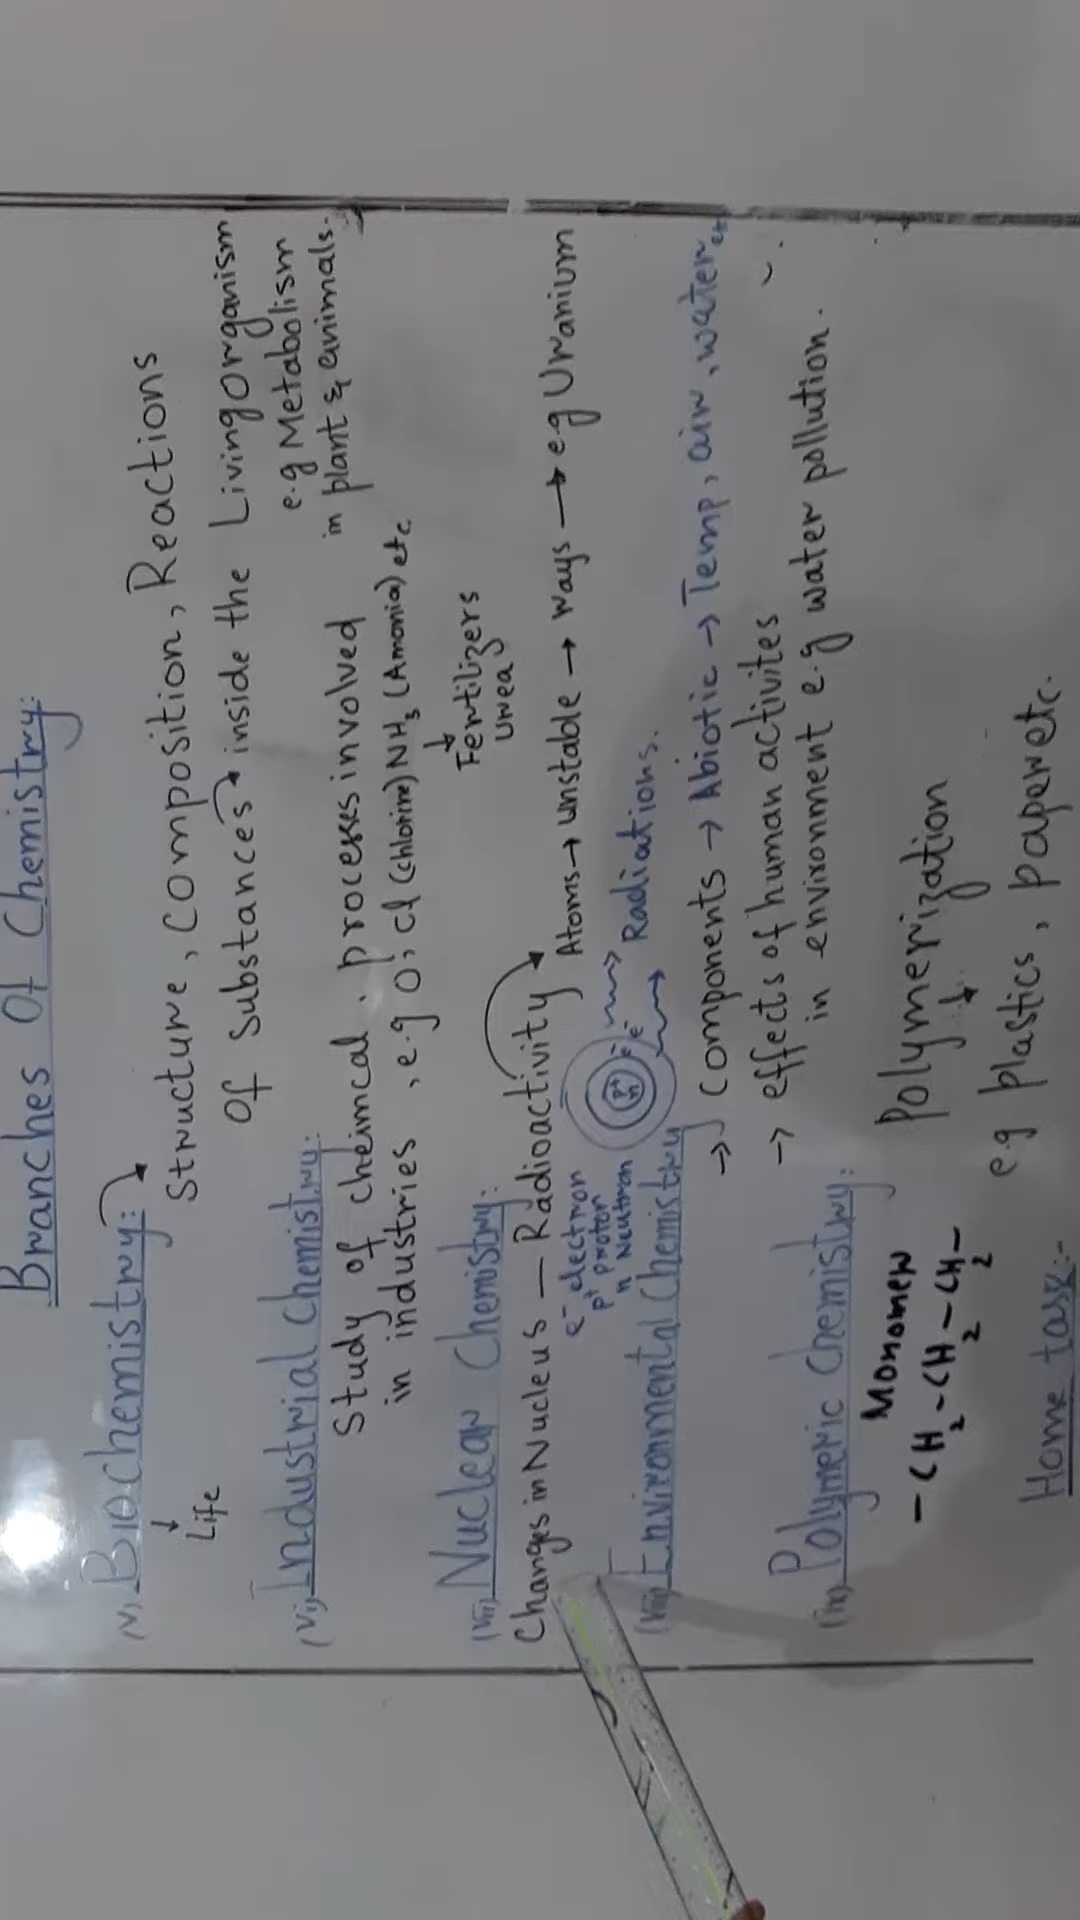 Branches Of Chemistry:
(v) Biochemistry:
Life
Structure, Composition, Reactions
Of Substances inside the Living organism
e.g Metabolism
in plant & animals.
(vi) Industrial Chemistry:
Study of cheimcal processes involved
in industries, e.g O, Cl (chlorine) NH3 (Amonia) etc
Fertilizers
urea
(vii) Nuclear Chemistry:
Changes in Nucleus — Radioactivity
Atoms → unstable → ways → e.g Uranium
e- electron
p+ proton
n Neutron
p+
n
e-
e-
Radiations.
(viii) Environmental Chemistry
→ Components → Abiotic → Temp, air, water etc
→ effects of human activites
in environment e.g water pollution.
(ix) Polymeric Chemistry:
Polymerization
Monomer
- CH2 - CH2 - CH2 -
e.g plastics, paper etc.
Home task:-